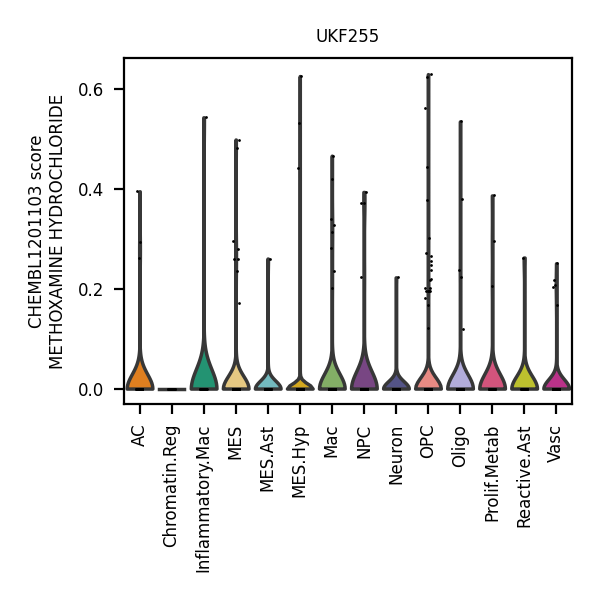 UKF255
CHEMBL1201103 score
METHOXAMINE HYDROCHLORIDE
0.6
0.4
0.2
0.0
AC
Chromatin.Reg
Inflammatory.Mac
MES
MES.Ast
MES.Hyp
Mac
NPC
Neuron
OPC
Oligo
Prolif.Metab
Reactive.Ast
Vasc